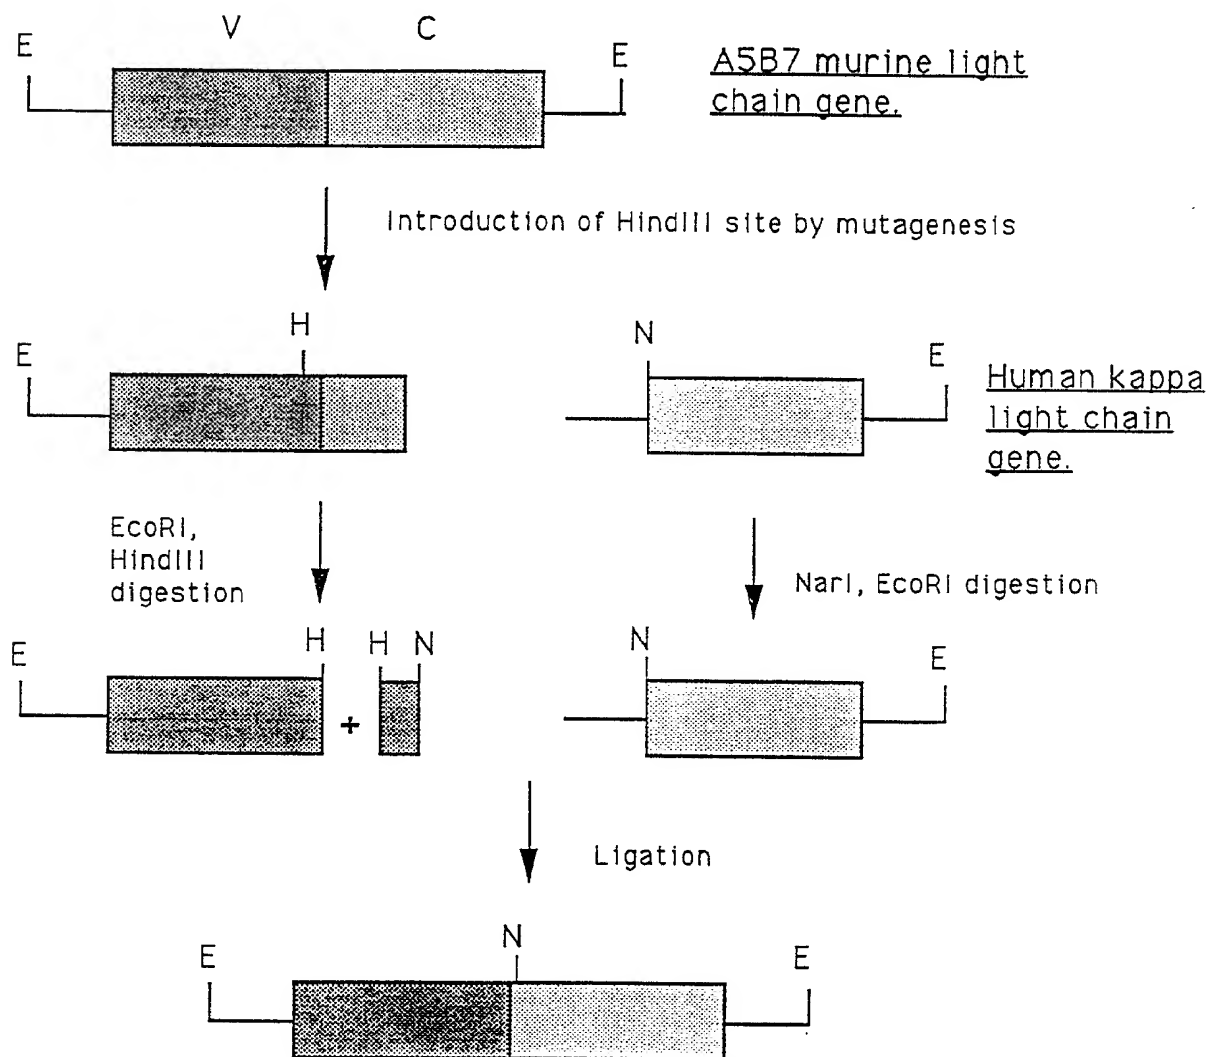 V C
E E
A5B7 murine light
chain gene.
Introduction of HindIII site by mutagenesis
H
E
N
E
Human kappa
light chain
gene.
EcoRI,
HindIII
digestion
NarI, EcoRI digestion
E
H H N
+
N
E
Ligation
E
N
E